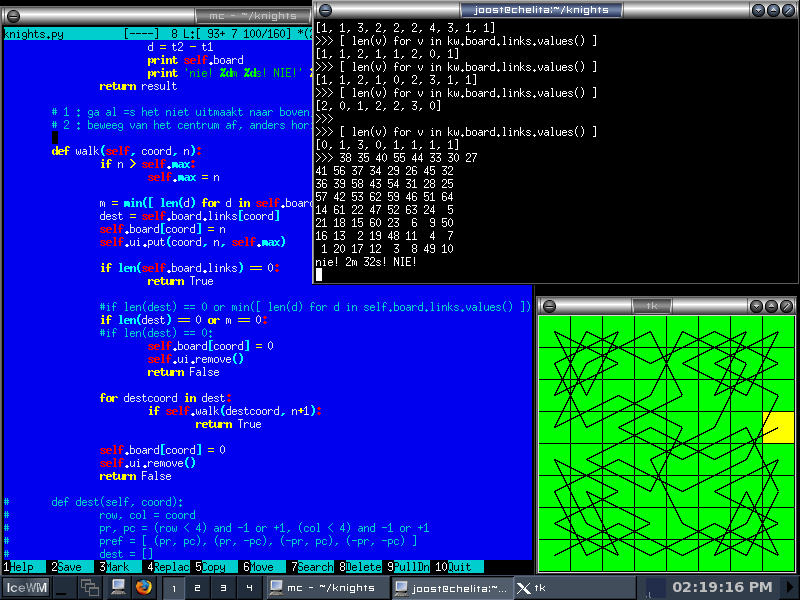 mc - ~/knights
knights.py [----] 8 L:[ 93+ 7 100/160] *(2
d = t2 - t1
print self.board
print 'nie! %dm %ds! NIE!'
return result
# 1 : ga al =s het niet uitmaakt naar boven
# 2 : beweeg van het centrum af, anders hor
def walk(self, coord, n):
if n > self.max:
self.max = n
m = min([ len(d) for d in self.board
dest = self.board.links[coord]
self.board[coord] = n
self.ui.put(coord, n, self.max)
if len(self.board.links) == 0:
return True
#if len(dest) == 0 or min([ len(d) for d in self.board.links.values() ])
if len(dest) == 0 or m == 0:
#if len(dest) == 0:
self.board[coord] = 0
self.ui.remove()
return False
for destcoord in dest:
if self.walk(destcoord, n+1):
return True
self.board[coord] = 0
self.ui.remove()
return False
# def dest(self, coord):
# row, col = coord
# pr, pc = (row < 4) and -1 or +1, (col < 4) and -1 or +1
# pref = [ (pr, pc), (pr, -pc), (-pr, pc), (-pr, -pc) ]
# dest = []
1Help 2Save 3Mark 4Replac 5Copy 6Move 7Search 8Delete 9PullDn 10Quit
joost@chelita:~/knights
[1, 1, 3, 2, 2, 2, 4, 3, 1, 1]
>>> [ len(v) for v in kw.board.links.values() ]
[1, 1, 2, 1, 1, 2, 0, 1]
>>> [ len(v) for v in kw.board.links.values() ]
[1, 1, 2, 1, 0, 2, 3, 1, 1]
>>> [ len(v) for v in kw.board.links.values() ]
[2, 0, 1, 2, 2, 3, 0]
>>>
>>> [ len(v) for v in kw.board.links.values() ]
[0, 1, 3, 0, 1, 1, 1, 1]
>>> 38 35 40 55 44 33 30 27
41 56 37 34 29 26 45 32
36 39 58 43 54 31 28 25
57 42 53 62 59 46 51 64
14 61 22 47 52 63 24 5
21 18 15 60 23 6 9 50
16 13 2 19 48 11 4 7
1 20 17 12 3 8 49 10
nie! 2m 32s! NIE!
tk
IceWM 1 2 3 4 mc - ~/knights joost@chelita:~... tk 02:19:16 PM